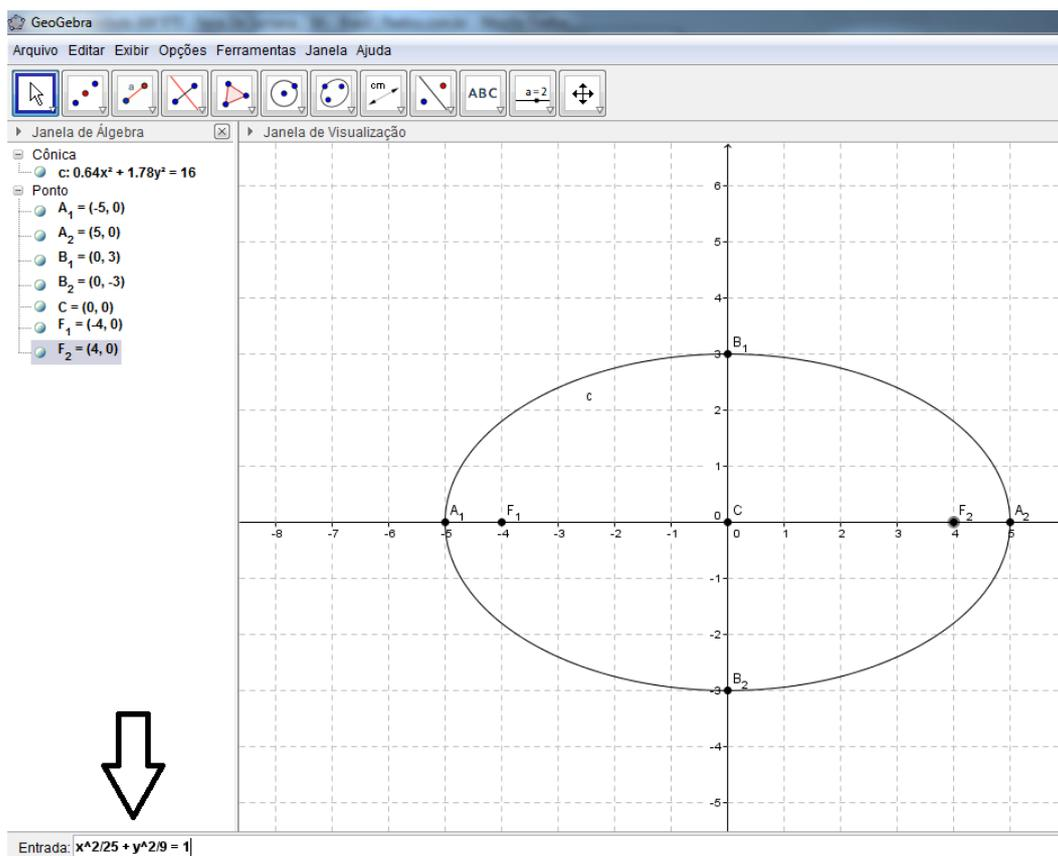 GeoGebra
Arquivo Editar Exibir Opções Ferramentas Janela Ajuda
a cm ABC a=2
Janela de Álgebra
Janela de Visualização
Cônica
c: 0.64x² + 1.78y² = 16
Ponto
A₁ = (-5, 0)
A₂ = (5, 0)
B₁ = (0, 3)
B₂ = (0, -3)
C = (0, 0)
F₁ = (-4, 0)
F₂ = (4, 0)
6
5
4
3 B₁
c
2
1
A₁ F₁ 0 C F₂ A₂
-8 -7 -6 -5 -4 -3 -2 -1 0 1 2 3 4 5
-1
-2
-3 B₂
-4
-5
Entrada: x^2/25 + y^2/9 = 1